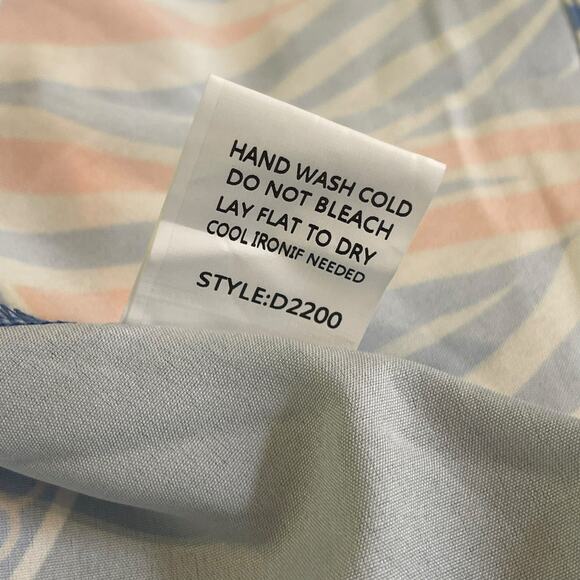 HAND WASH COLD
DO NOT BLEACH
LAY FLAT TO DRY
COOL IRONIF NEEDED
STYLE:D2200